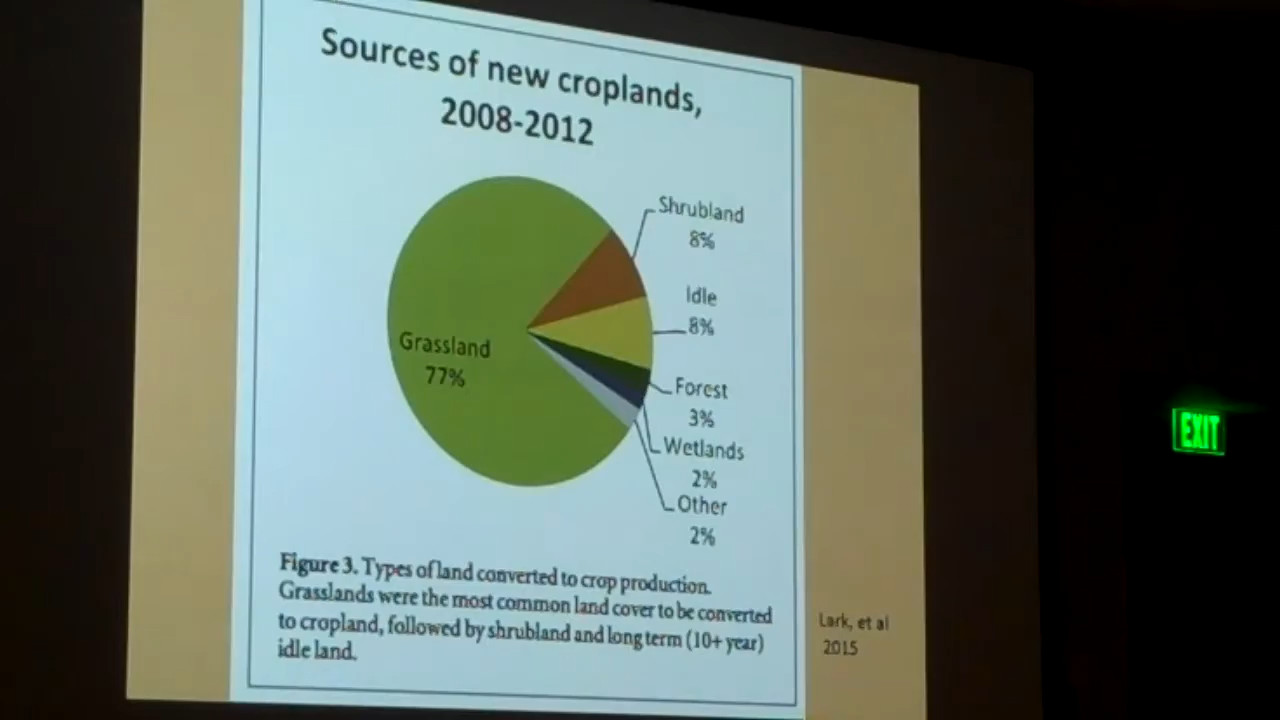 Sources of new croplands,
2008-2012
Shrubland
8%
Idle
8%
Grassland
77%
Forest
3%
Wetlands
2%
Other
2%
Figure 3. Types of land converted to crop production.
Grasslands were the most common land cover to be converted
to cropland, followed by shrubland and long term (10+ year)
idle land.
Lark, et al
2015
EXIT